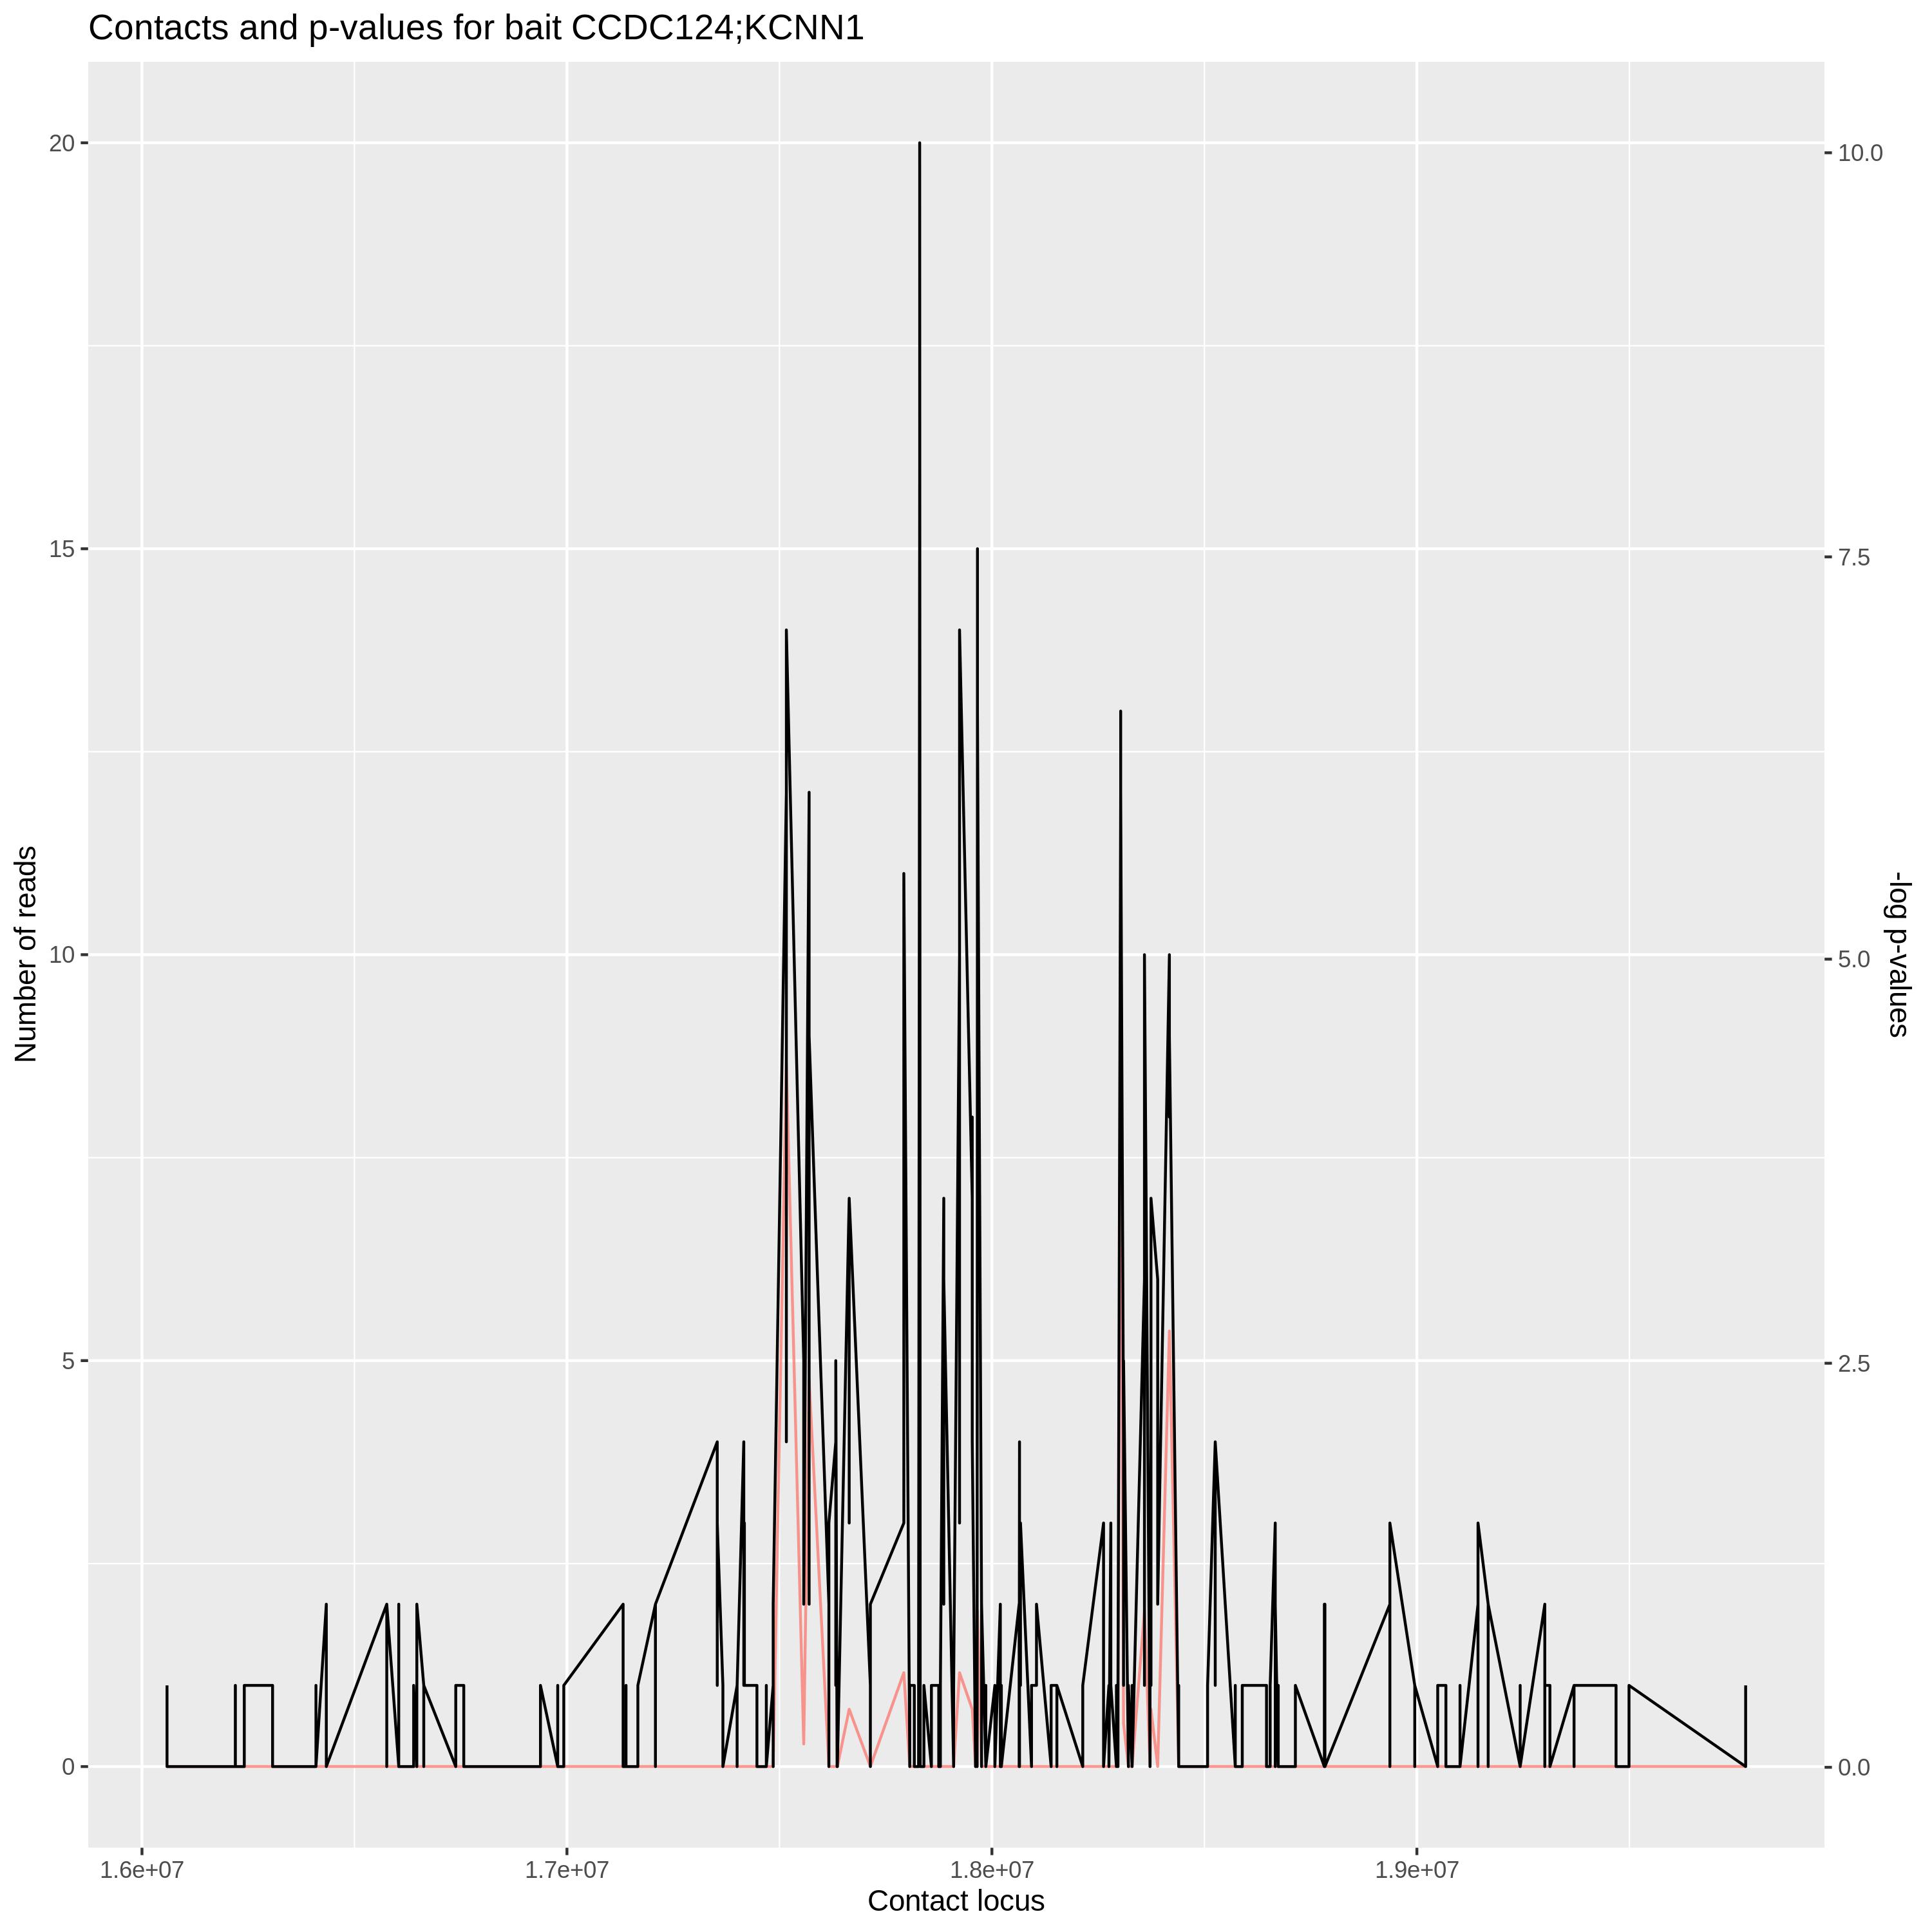 Contacts and p-values for bait CCDC124;KCNN1
20
15
10
5
0
Number of reads
10.0
7.5
5.0
2.5
0.0
-log p-values
1.6e+07
1.7e+07
1.8e+07
1.9e+07
Contact locus